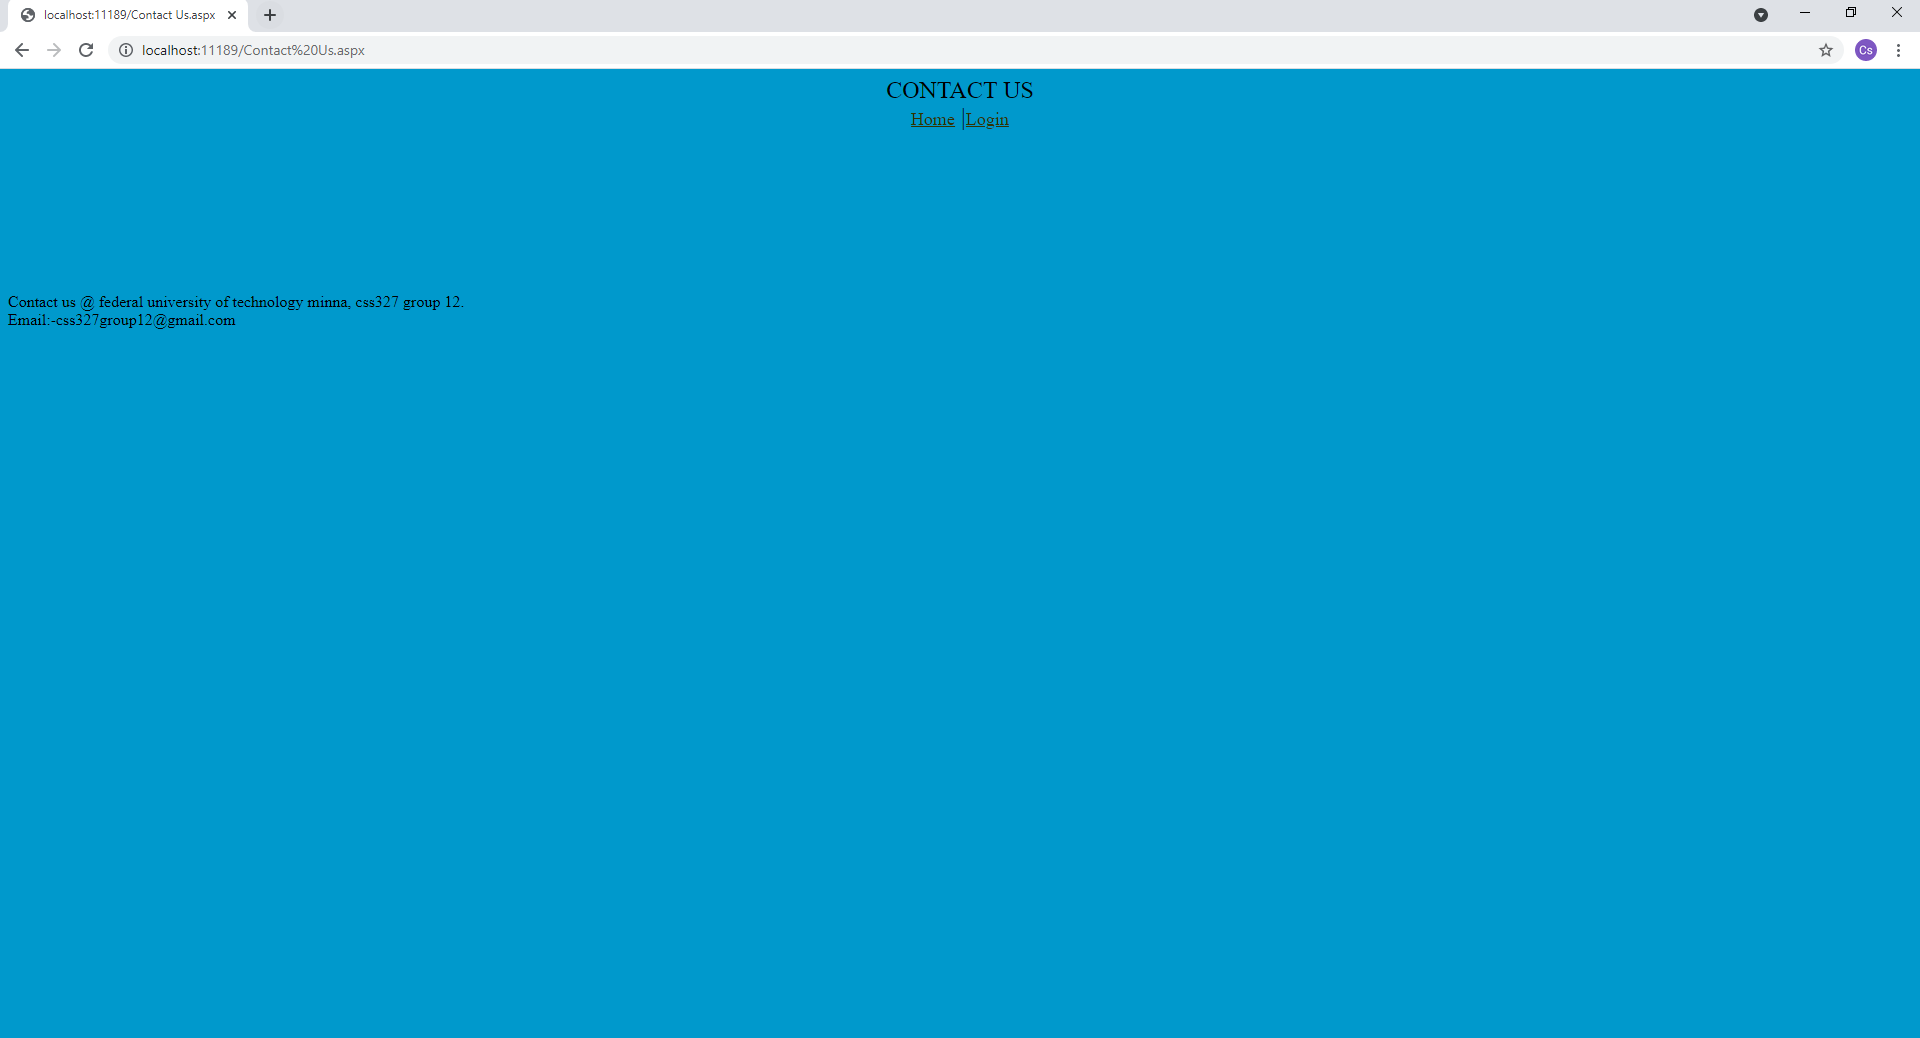 localhost:11189/Contact Us.aspx
localhost:11189/Contact%20Us.aspx
Cs
CONTACT US
Home |Login
Contact us @ federal university of technology minna, css327 group 12.
Email:-css327group12@gmail.com